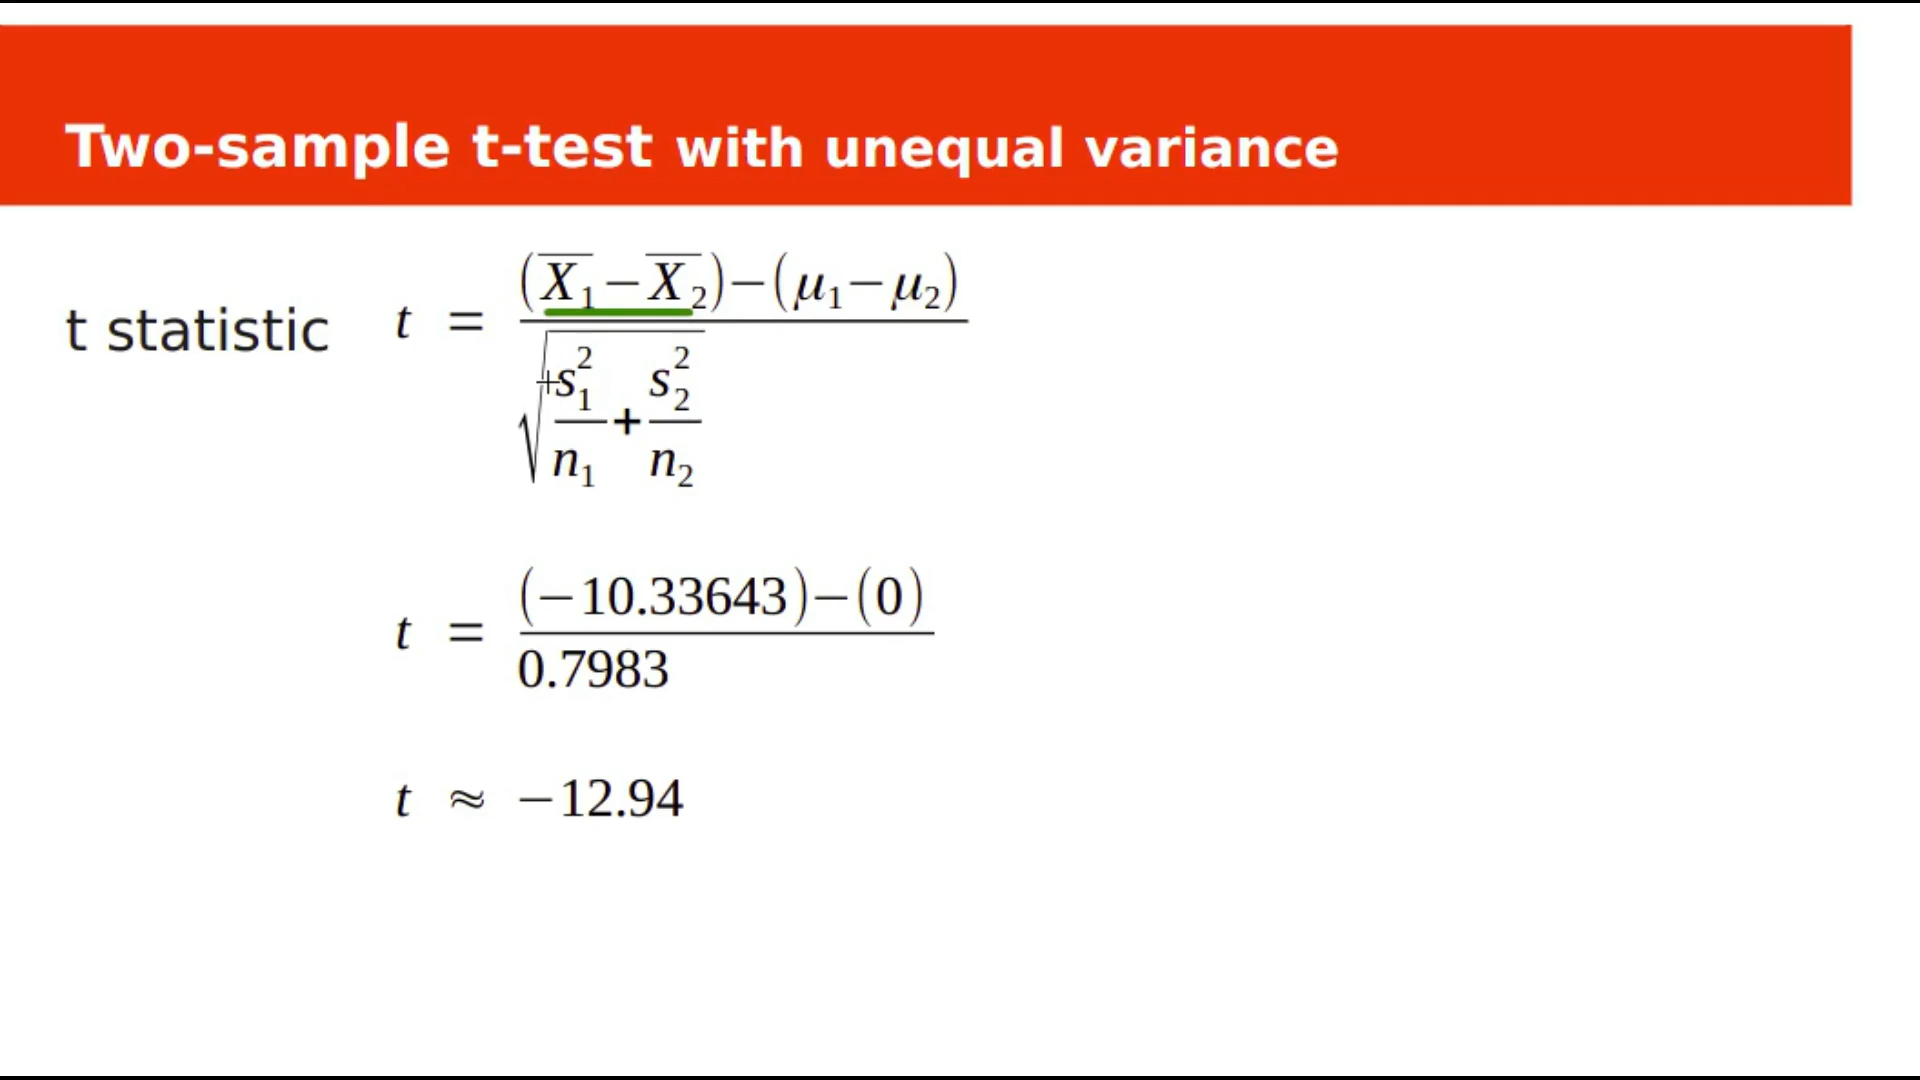 Two-sample t-test with unequal variance
t statistic t = ((X̅₁−X̅₂)−(μ₁−μ₂)) / √(s₁²/n₁ + s₂²/n₂)
t = ((−10.33643)−(0)) / 0.7983
t ≈ −12.94